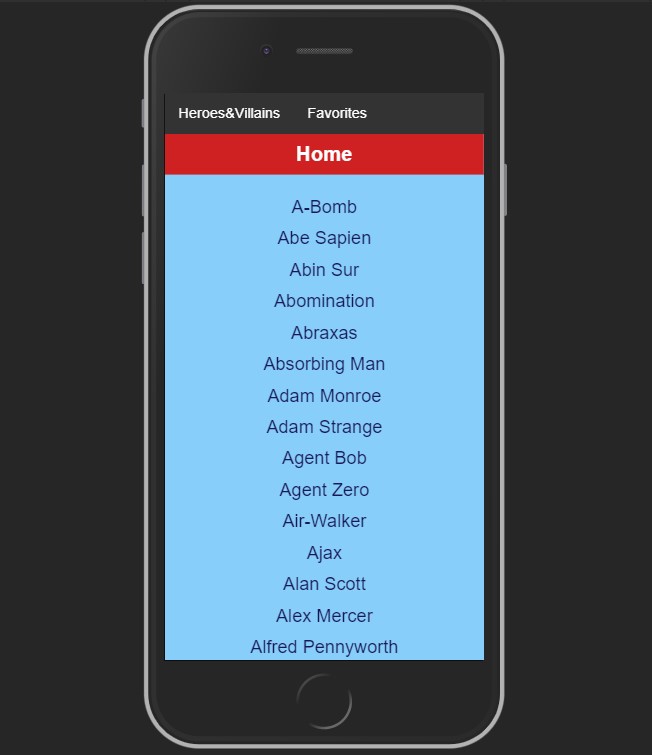 Heroes&Villains Favorites
Home
A-Bomb
Abe Sapien
Abin Sur
Abomination
Abraxas
Absorbing Man
Adam Monroe
Adam Strange
Agent Bob
Agent Zero
Air-Walker
Ajax
Alan Scott
Alex Mercer
Alfred Pennyworth